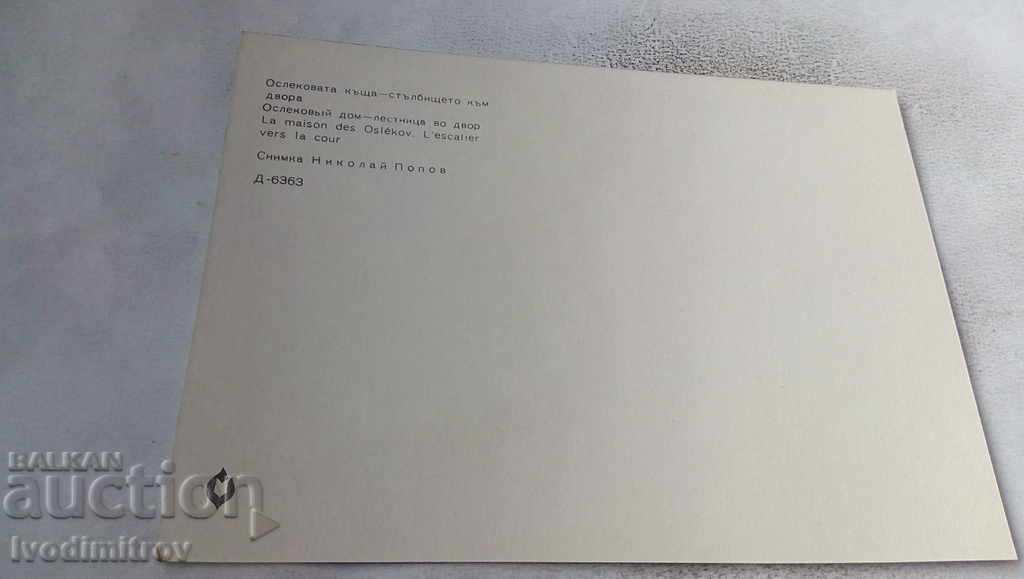 Ослековата къща—стълбището към
двора
Ослековый дом—лестница во двор
La maison des Oslékov. L'escalier
vers la cour
Снимка Николай Попов
Д-6363
BALKAN
auction
Ivodimitrov